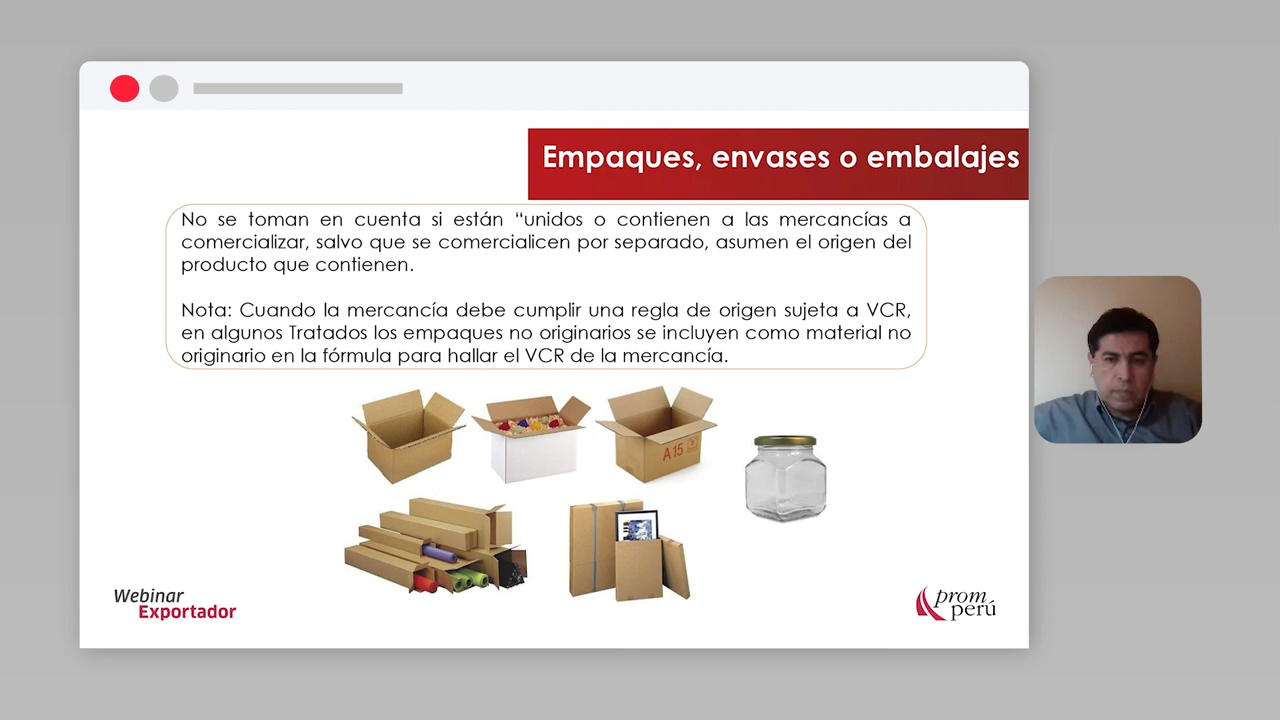 Empaques, envases o embalajes
No se toman en cuenta si están “unidos o contienen a las mercancías a
comercializar, salvo que se comercialicen por separado, asumen el origen del
producto que contienen.
Nota: Cuando la mercancía debe cumplir una regla de origen sujeta a VCR,
en algunos Tratados los empaques no originarios se incluyen como material no
originario en la fórmula para hallar el VCR de la mercancía.
A15
Webinar
Exportador
prom
perú